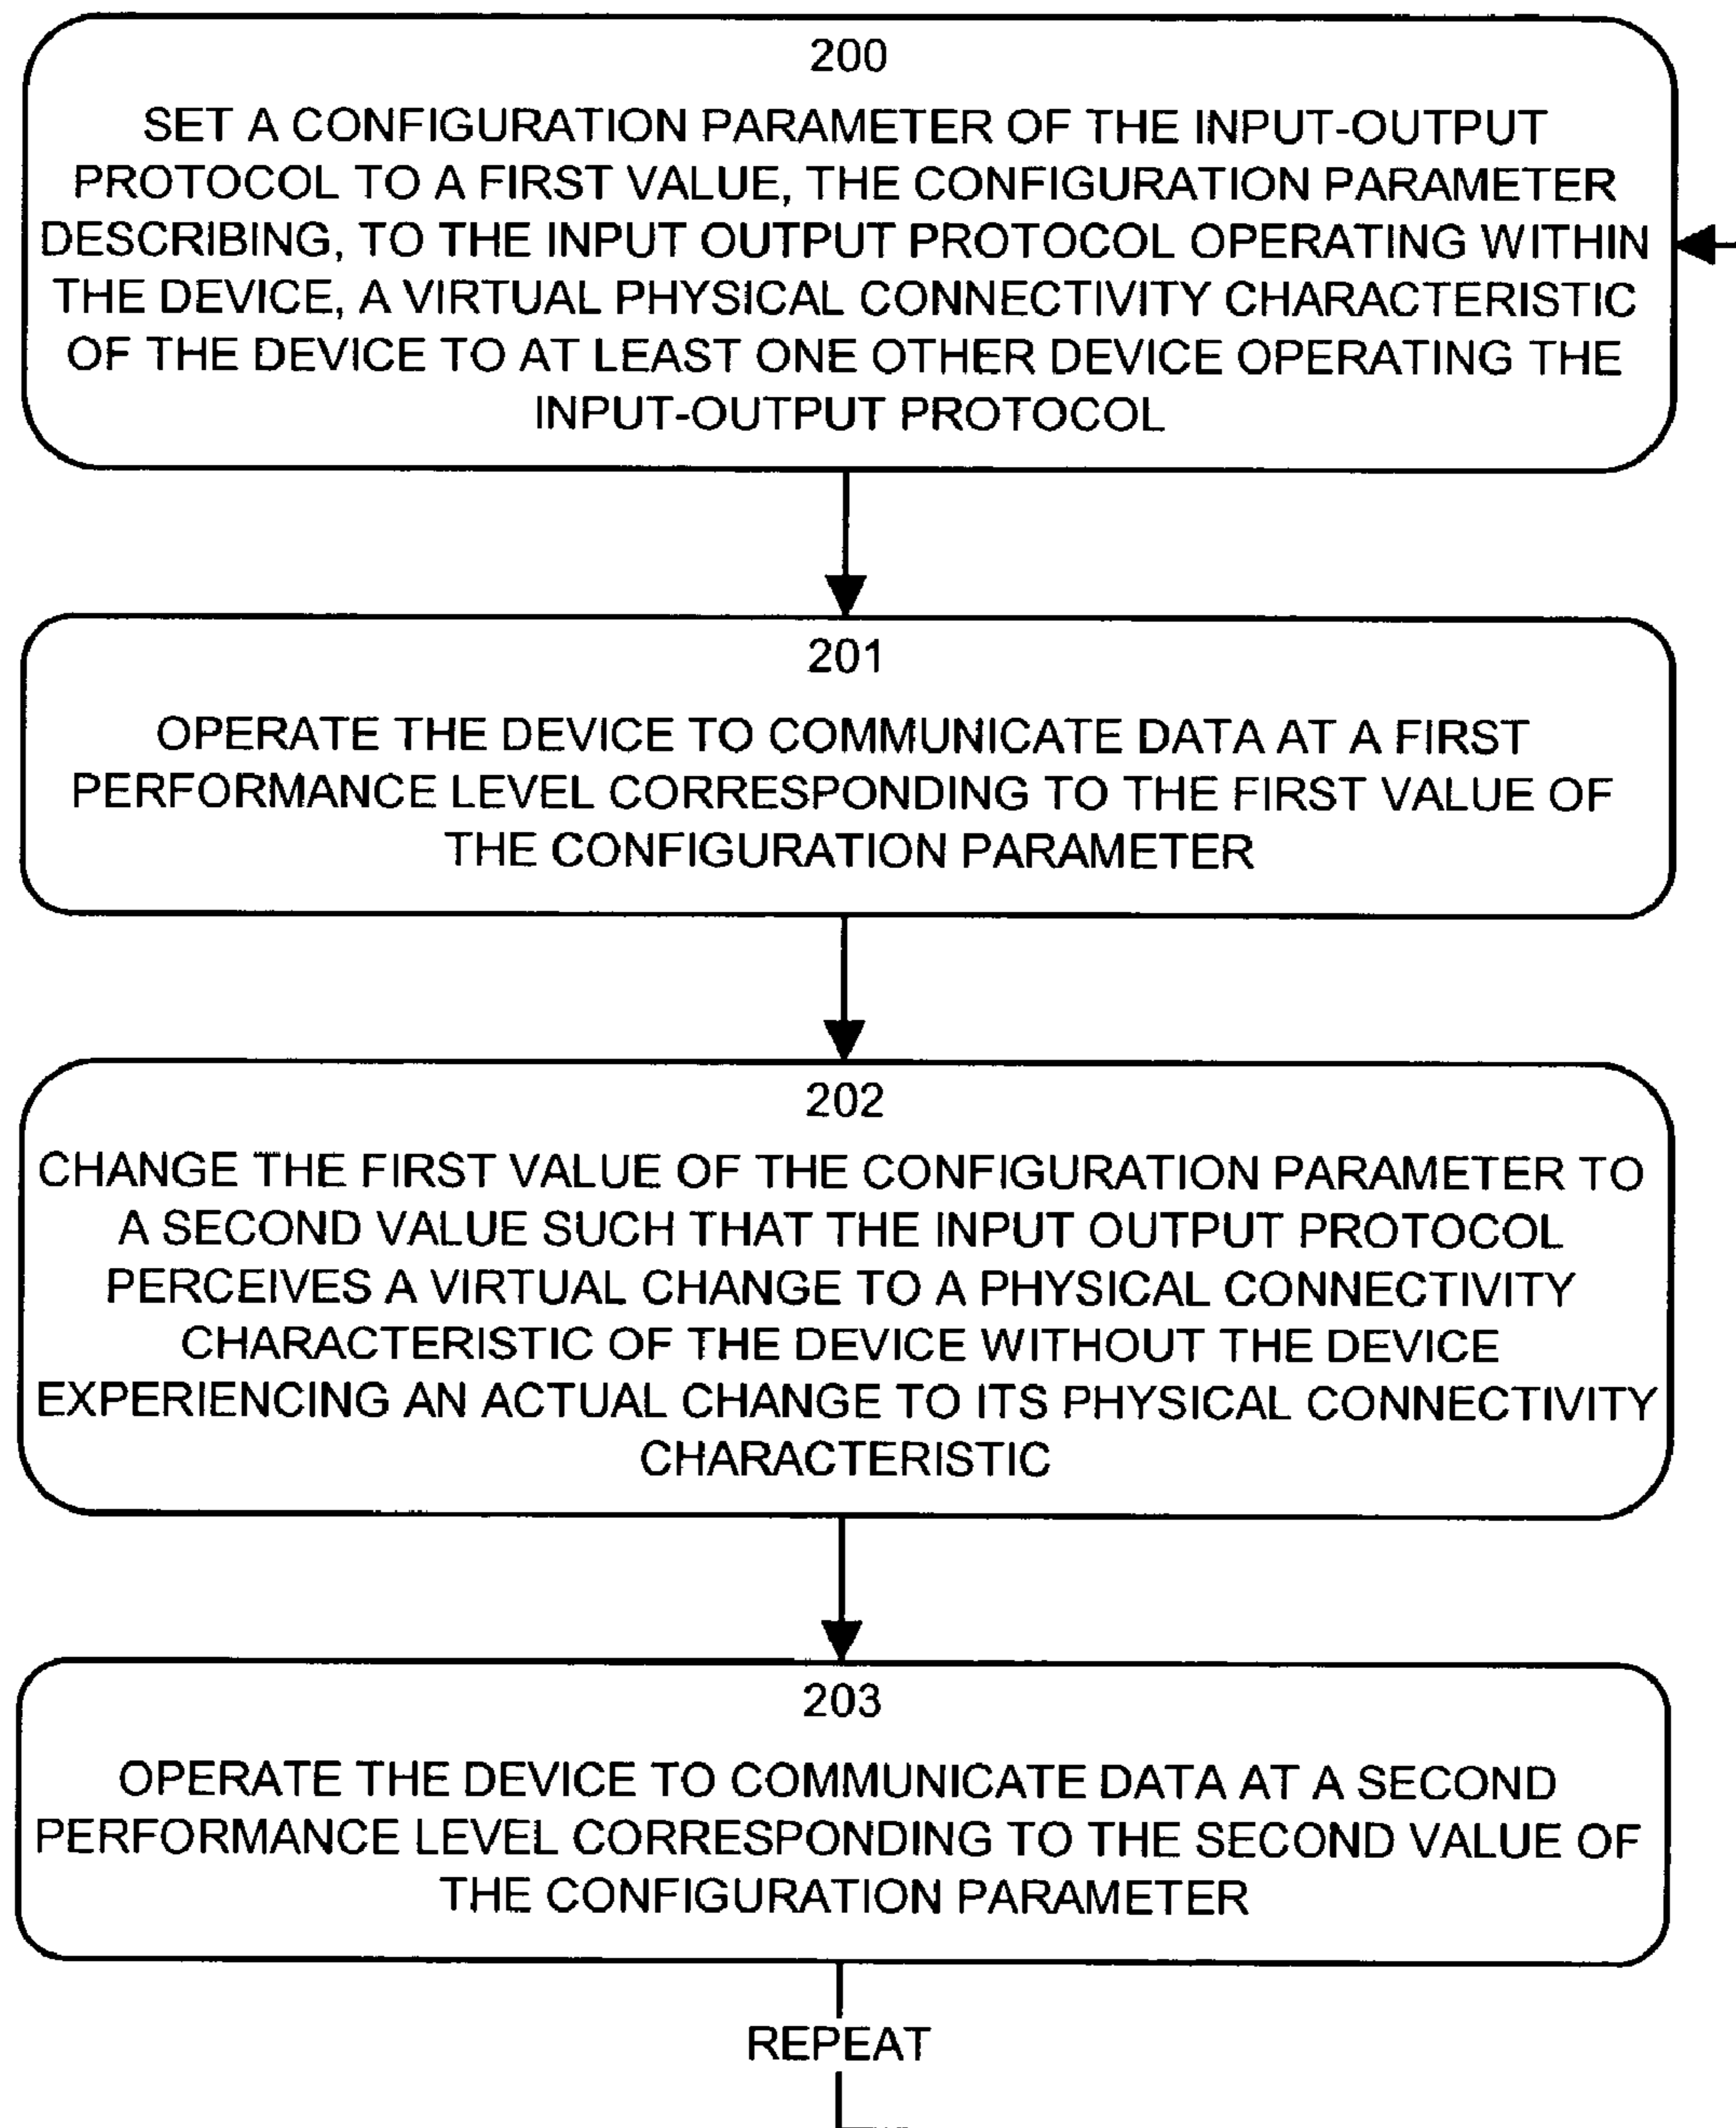 200
SET A CONFIGURATION PARAMETER OF THE INPUT-OUTPUT
PROTOCOL TO A FIRST VALUE, THE CONFIGURATION PARAMETER
DESCRIBING, TO THE INPUT OUTPUT PROTOCOL OPERATING WITHIN
THE DEVICE, A VIRTUAL PHYSICAL CONNECTIVITY CHARACTERISTIC
OF THE DEVICE TO AT LEAST ONE OTHER DEVICE OPERATING THE
INPUT-OUTPUT PROTOCOL
201
OPERATE THE DEVICE TO COMMUNICATE DATA AT A FIRST
PERFORMANCE LEVEL CORRESPONDING TO THE FIRST VALUE OF
THE CONFIGURATION PARAMETER
202
CHANGE THE FIRST VALUE OF THE CONFIGURATION PARAMETER TO
A SECOND VALUE SUCH THAT THE INPUT OUTPUT PROTOCOL
PERCEIVES A VIRTUAL CHANGE TO A PHYSICAL CONNECTIVITY
CHARACTERISTIC OF THE DEVICE WITHOUT THE DEVICE
EXPERIENCING AN ACTUAL CHANGE TO ITS PHYSICAL CONNECTIVITY
CHARACTERISTIC
203
OPERATE THE DEVICE TO COMMUNICATE DATA AT A SECOND
PERFORMANCE LEVEL CORRESPONDING TO THE SECOND VALUE OF
THE CONFIGURATION PARAMETER
REPEAT